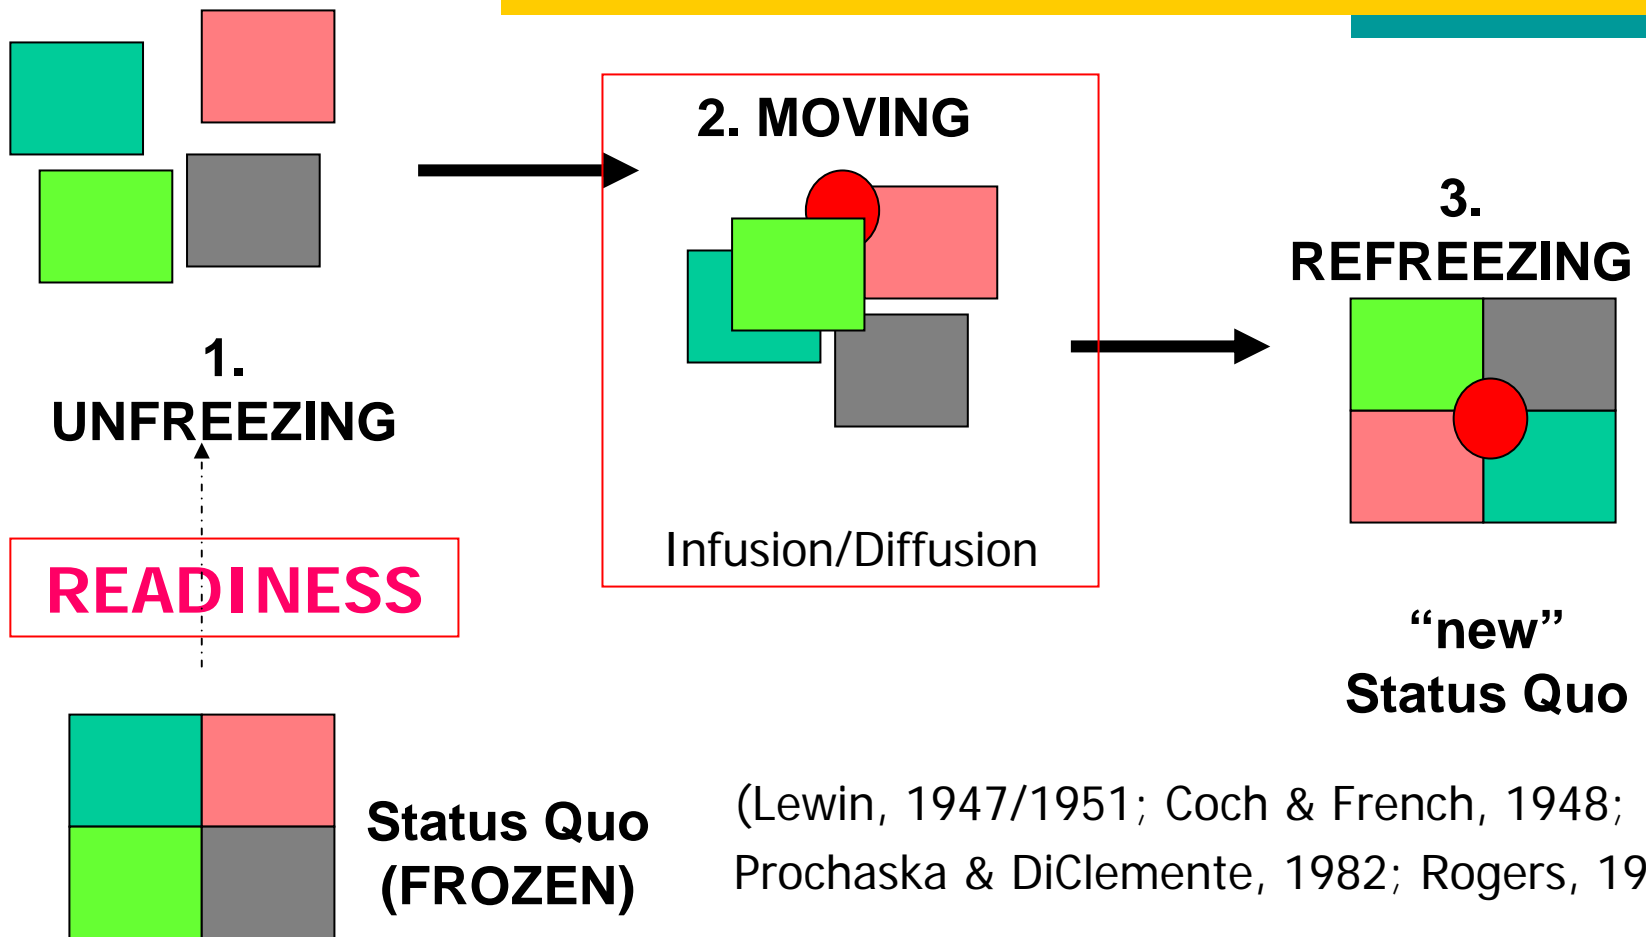 1.
UNFREEZING
READINESS
Status Quo
(FROZEN)
2. MOVING
Infusion/Diffusion
3.
REFREEZING
“new”
Status Quo
(Lewin, 1947/1951; Coch & French, 1948;
Prochaska & DiClemente, 1982; Rogers, 19